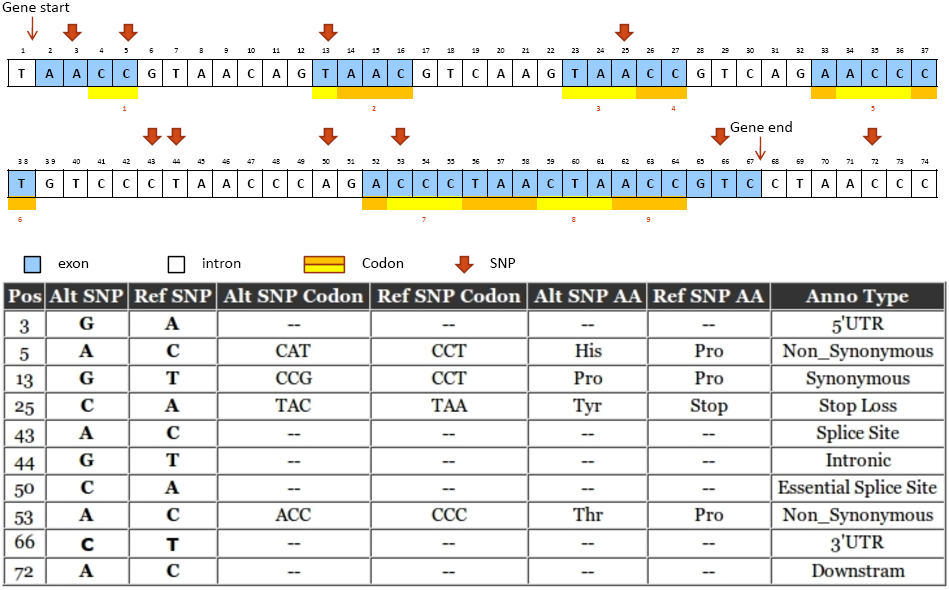 Gene start
1 2 3 4 5 6 7 8 9 10 11 12 13 14 15 16 17 18 19 20 21 22 23 24 25 26 27 28 29 30 31 32 33 34 35 36 37
T A A C C G T A A C A G T A A C G T C A A G T A A C C G T C A G A A C C C
1 2 3 4 5
Gene end
38 39 40 41 42 43 44 45 46 47 48 49 50 51 52 53 54 55 56 57 58 59 60 61 62 63 64 65 66 67 68 69 70 71 72 73 74
T G T C C C T A A C C C A G A C C C T A A C T A A C C G T C C T A A C C C
6 7 8 9
exon intron Codon SNP
Pos Alt SNP Ref SNP Alt SNP Codon Ref SNP Codon Alt SNP AA Ref SNP AA Anno Type
3 G A -- -- -- -- 5'UTR
5 A C CAT CCT His Pro Non_Synonymous
13 G T CCG CCT Pro Pro Synonymous
25 C A TAC TAA Tyr Stop Stop Loss
43 A C -- -- -- -- Splice Site
44 G T -- -- -- -- Intronic
50 C A -- -- -- -- Essential Splice Site
53 A C ACC CCC Thr Pro Non_Synonymous
66 C T -- -- -- -- 3'UTR
72 A C -- -- -- -- Downstram